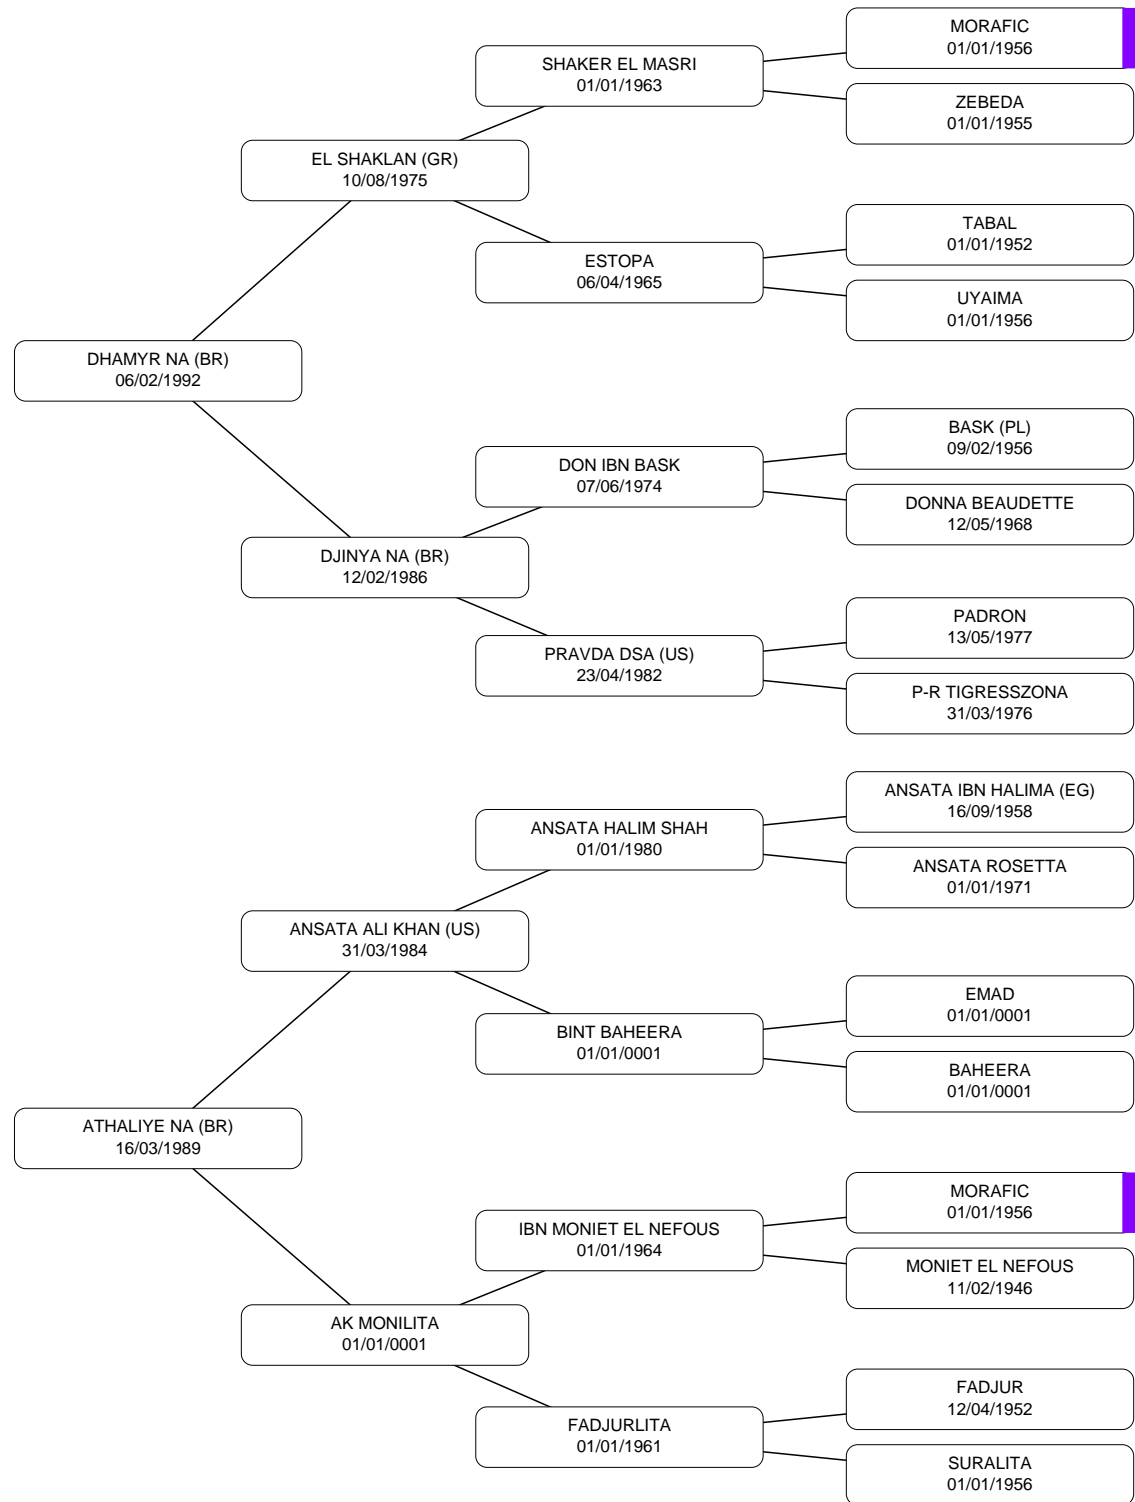 MORAFIC
01/01/1956
SHAKER EL MASRI
01/01/1963
ZEBEDA
01/01/1955
EL SHAKLAN (GR)
10/08/1975
TABAL
01/01/1952
ESTOPA
06/04/1965
UYAIMA
01/01/1956
DHAMYR NA (BR)
06/02/1992
BASK (PL)
09/02/1956
DON IBN BASK
07/06/1974
DONNA BEAUDETTE
12/05/1968
DJINYA NA (BR)
12/02/1986
PADRON
13/05/1977
PRAVDA DSA (US)
23/04/1982
P-R TIGRESSZONA
31/03/1976
ANSATA IBN HALIMA (EG)
16/09/1958
ANSATA HALIM SHAH
01/01/1980
ANSATA ROSETTA
01/01/1971
ANSATA ALI KHAN (US)
31/03/1984
EMAD
01/01/0001
BINT BAHEERA
01/01/0001
BAHEERA
01/01/0001
ATHALIYE NA (BR)
16/03/1989
MORAFIC
01/01/1956
IBN MONIET EL NEFOUS
01/01/1964
MONIET EL NEFOUS
11/02/1946
AK MONILITA
01/01/0001
FADJUR
12/04/1952
FADJURLITA
01/01/1961
SURALITA
01/01/1956